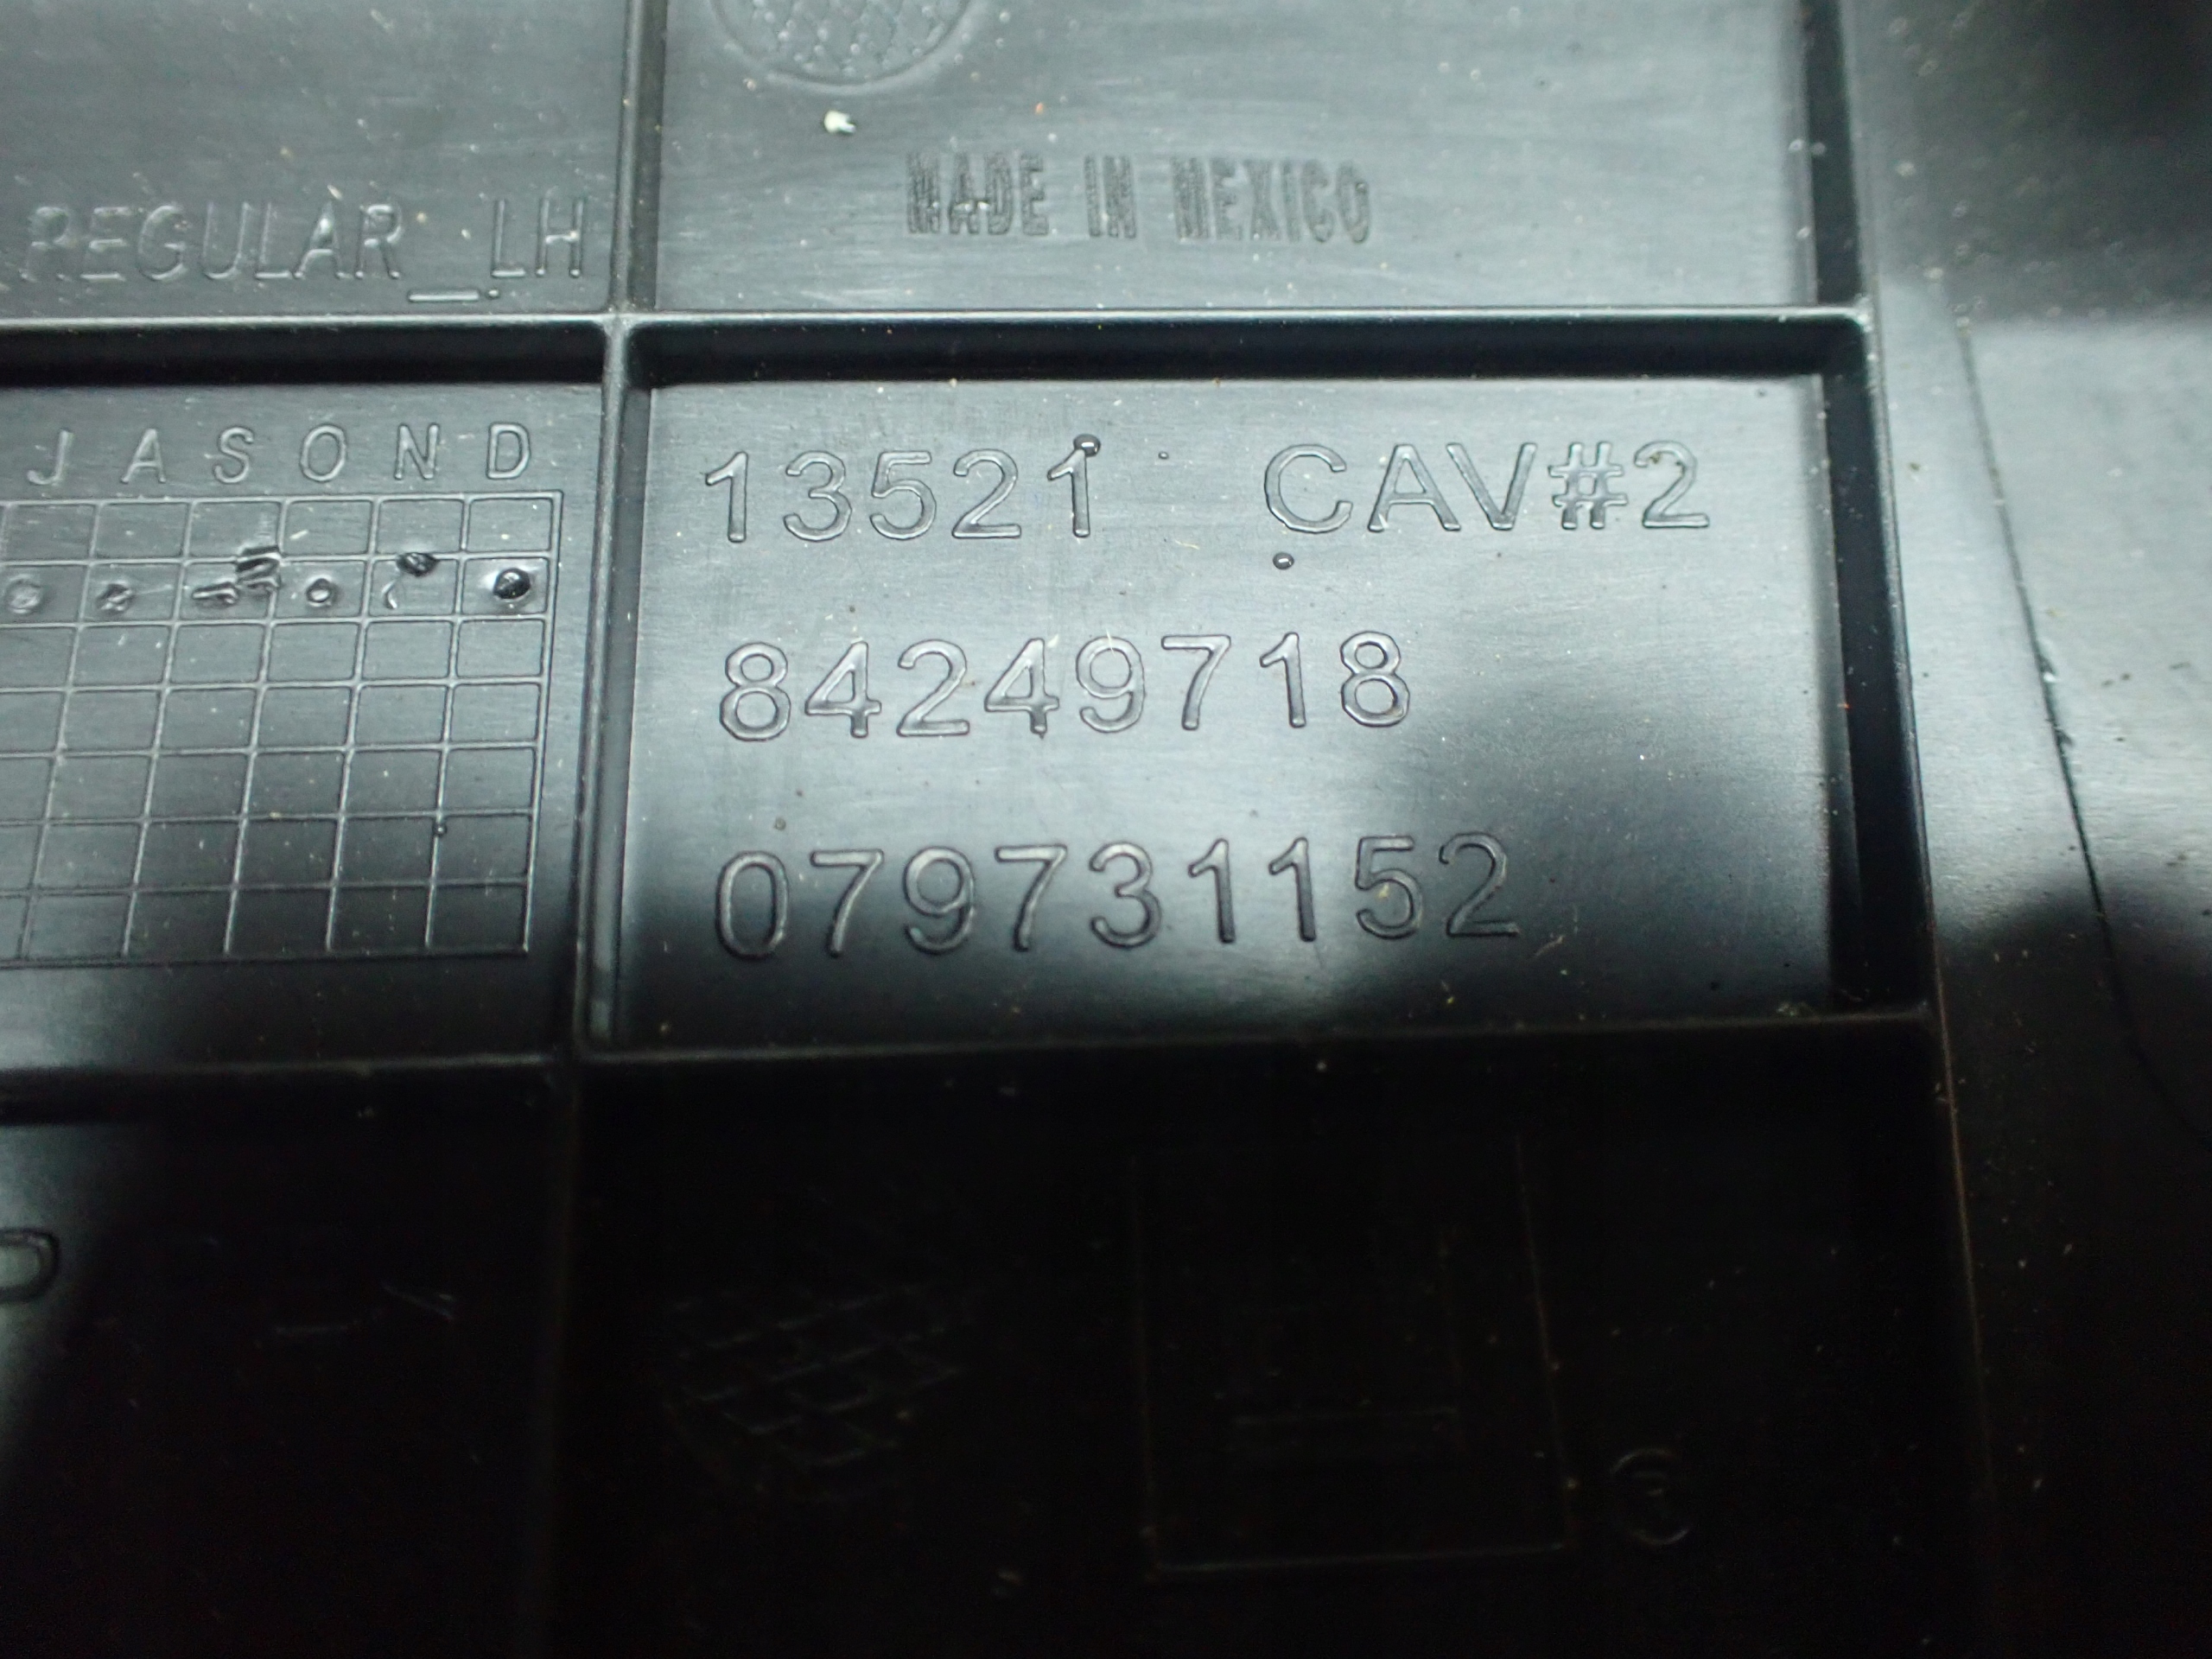 MADE IN MEXICO
REGULAR_LH
J A S O N D
13521 CAV#2
84249718
079731152